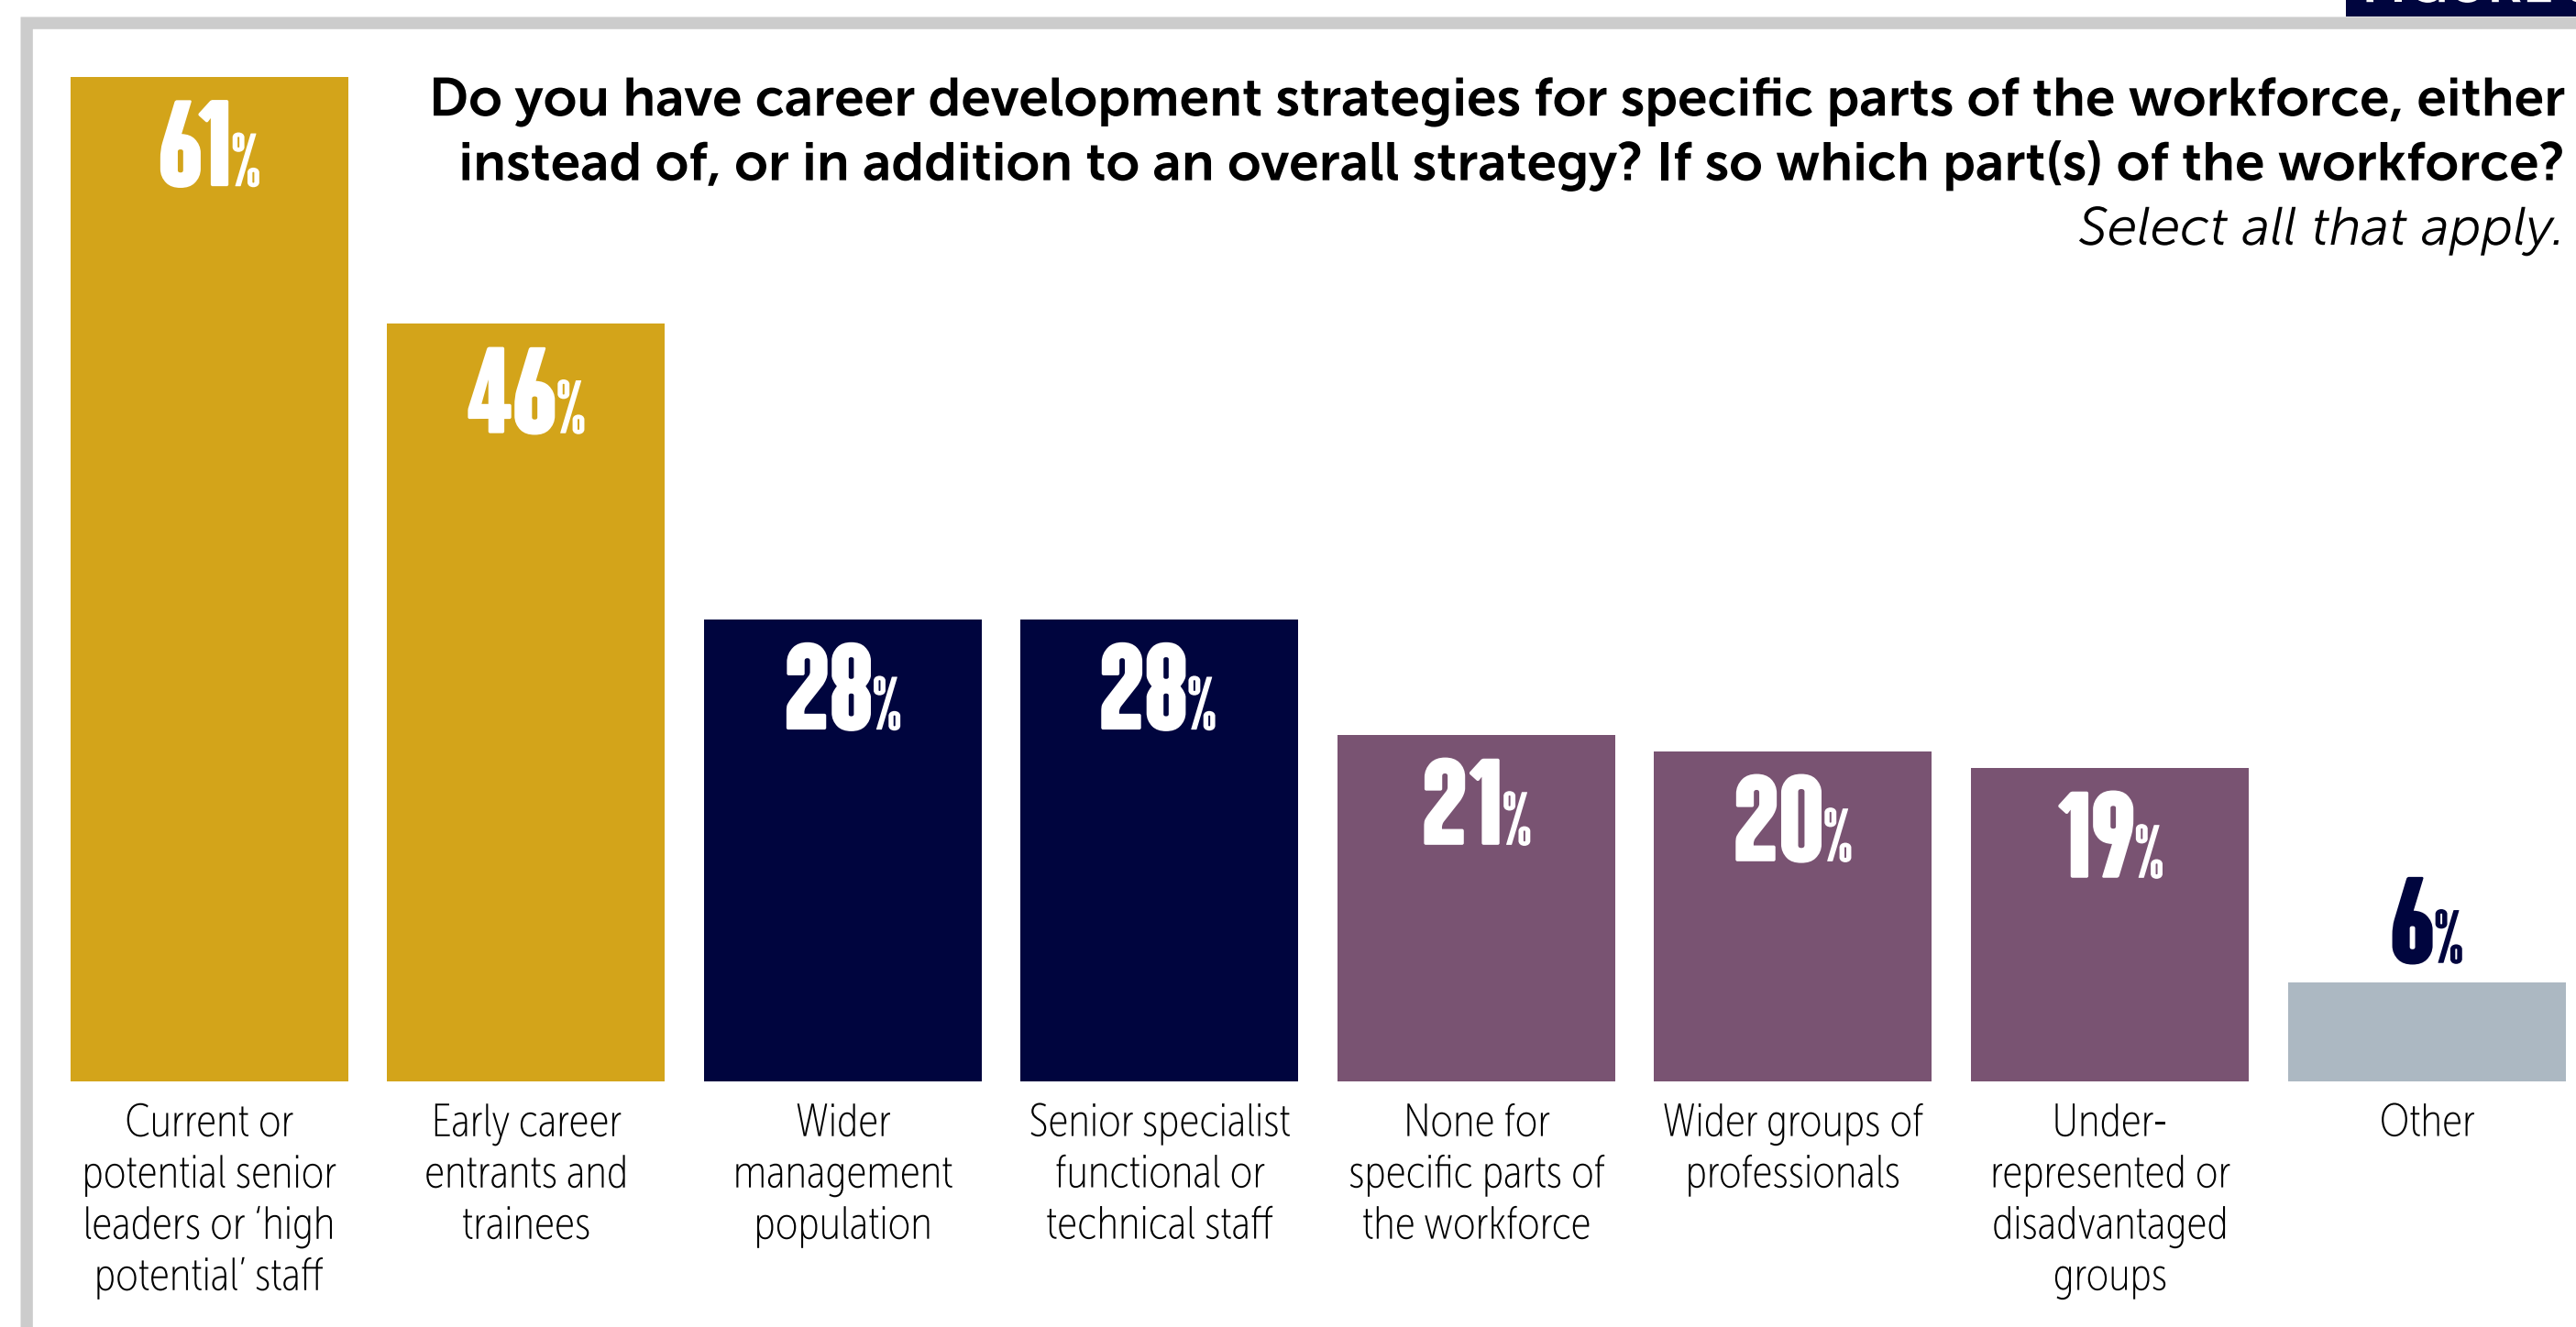 Do you have career development strategies for specific parts of the workforce, either
instead of, or in addition to an overall strategy? If so which part(s) of the workforce?
Select all that apply.
61%
46%
28%
28%
21%
20%
19%
6%
Current or
potential senior
leaders or ‘high
potential’ staff
Early career
entrants and
trainees
Wider
management
population
Senior specialist
functional or
technical staff
None for
specific parts of
the workforce
Wider groups of
professionals
Under-
represented or
disadvantaged
groups
Other